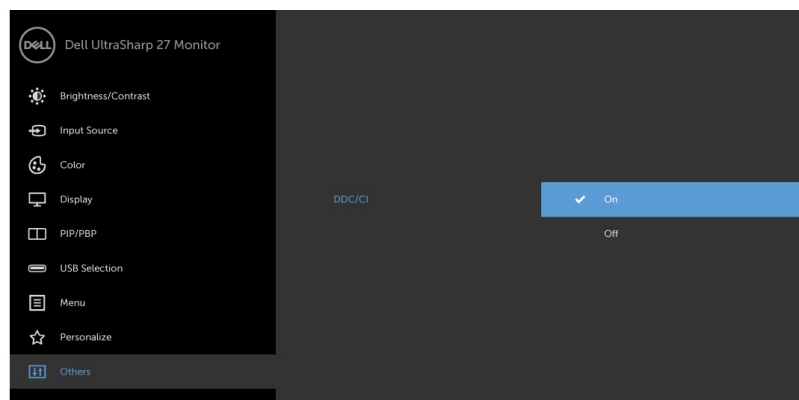 DELL
Dell UltraSharp 27 Monitor
Brightness/Contrast
Input Source
Color
Display
DDC/CI
On
Off
PIP/PBP
USB Selection
Menu
Personalize
Others